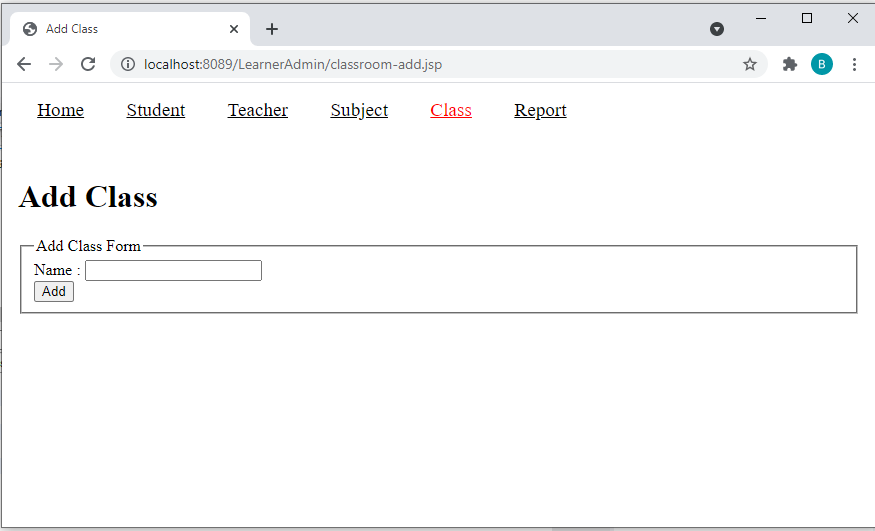 Add Class
localhost:8089/LearnerAdmin/classroom-add.jsp
B
Home Student Teacher Subject Class Report
Add Class
Add Class Form
Name :
Add